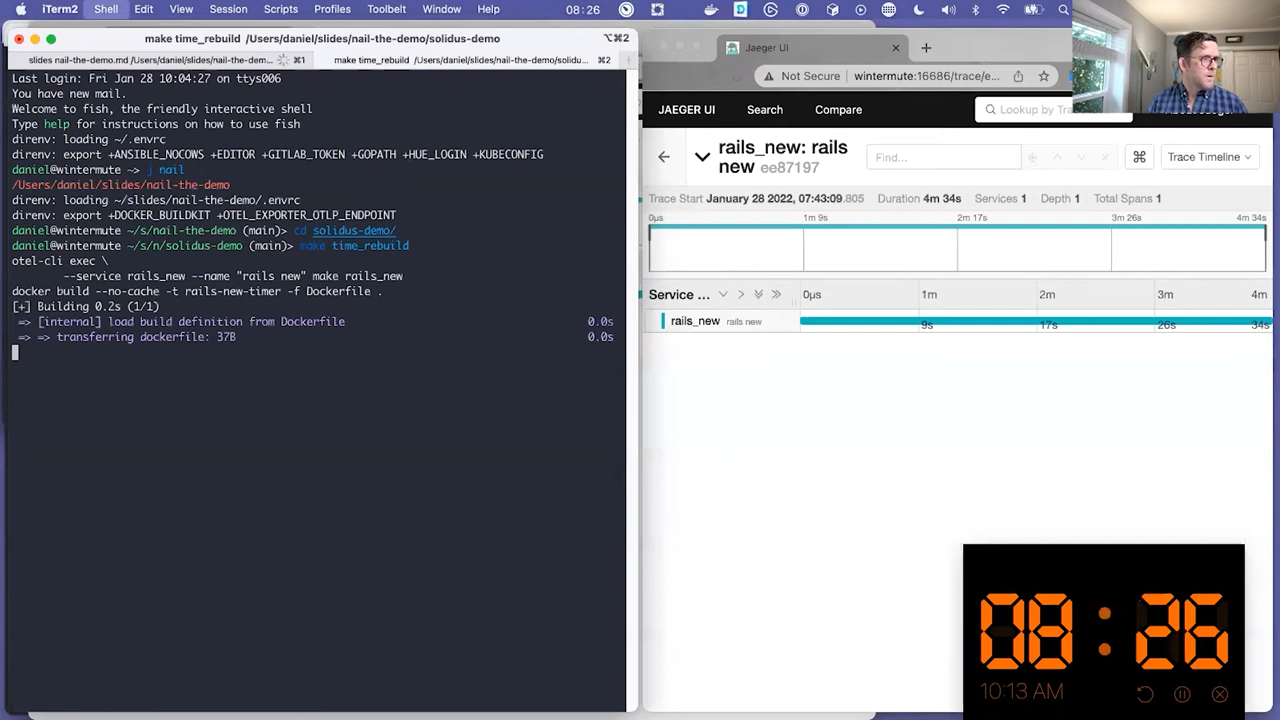 iTerm2 Shell Edit View Session Scripts Profiles Toolbelt Window Help 08:26
make time_rebuild /Users/daniel/slides/nail-the-demo/solidus-demo
⌥⌘2
slides nail-the-demo.md /Users/daniel/slides/nail-the-dem... ⌘1
make time_rebuild /Users/daniel/slides/nail-the-demo/solidu... ⌘2
Last login: Fri Jan 28 10:04:27 on ttys006
You have new mail.
Welcome to fish, the friendly interactive shell
Type help for instructions on how to use fish
direnv: loading ~/.envrc
direnv: export +ANSIBLE_NOCOWS +EDITOR +GITLAB_TOKEN +GOPATH +HUE_LOGIN +KUBECONFIG
daniel@wintermute ~> j nail
/Users/daniel/slides/nail-the-demo
direnv: loading ~/slides/nail-the-demo/.envrc
direnv: export +DOCKER_BUILDKIT +OTEL_EXPORTER_OTLP_ENDPOINT
daniel@wintermute ~/s/nail-the-demo (main)> cd solidus-demo/
daniel@wintermute ~/s/n/solidus-demo (main)> make time_rebuild
otel-cli exec \
--service rails_new --name "rails new" make rails_new
docker build --no-cache -t rails-new-timer -f Dockerfile .
[+] Building 0.2s (1/1)
=> [internal] load build definition from Dockerfile 0.0s
=> => transferring dockerfile: 37B 0.0s
Jaeger UI
Not Secure wintermute:16686/trace/e...
JAEGER UI Search Compare Lookup by Tra
rails_new: rails
new ee87197
Find...
⌘
Trace Timeline
Trace Start January 28 2022, 07:43:09.805 Duration 4m 34s Services 1 Depth 1 Total Spans 1
0µs 1m 9s 2m 17s 3m 26s 4m 34s
Service ... 0µs 1m 2m 3m 4m
rails_new rails new 9s 17s 26s 34s
08:26
10:13 AM